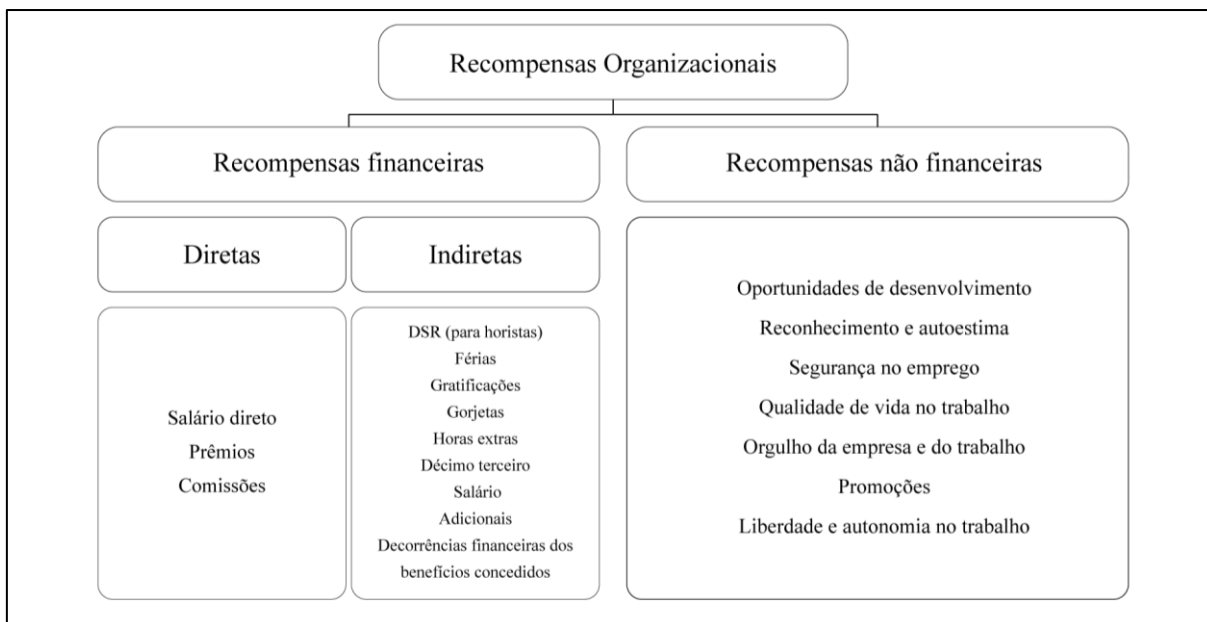 Recompensas Organizacionais
Recompensas financeiras
Recompensas não financeiras
Diretas
Indiretas
Salário direto
Prêmios
Comissões
DSR (para horistas)
Férias
Gratificações
Gorjetas
Horas extras
Décimo terceiro
Salário
Adicionais
Decorrências financeiras dos
benefícios concedidos
Oportunidades de desenvolvimento
Reconhecimento e autoestima
Segurança no emprego
Qualidade de vida no trabalho
Orgulho da empresa e do trabalho
Promoções
Liberdade e autonomia no trabalho